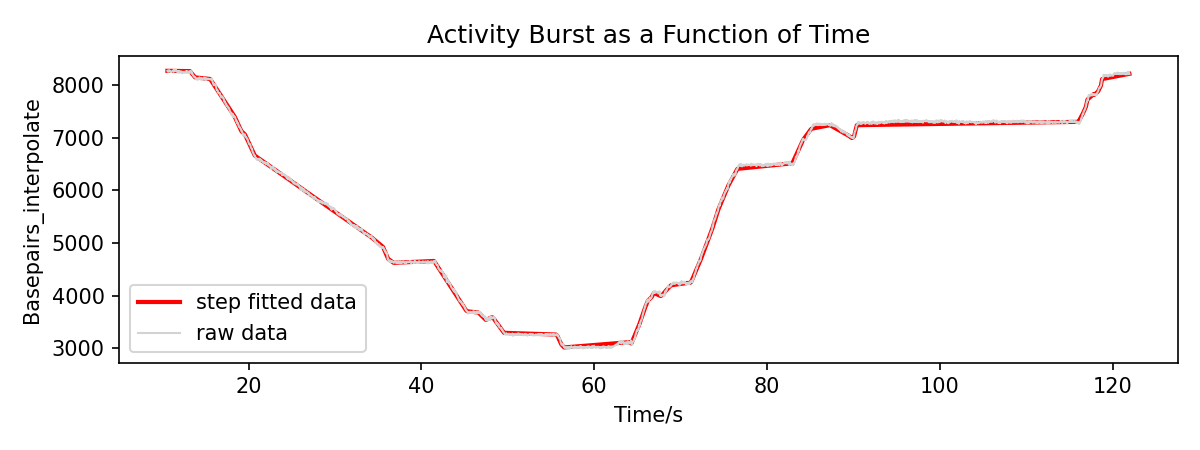 Activity Burst as a Function of Time
Basepairs_interpolate
8000
7000
6000
5000
4000
3000
step fitted data
raw data
20
40
60
80
100
120
Time/s